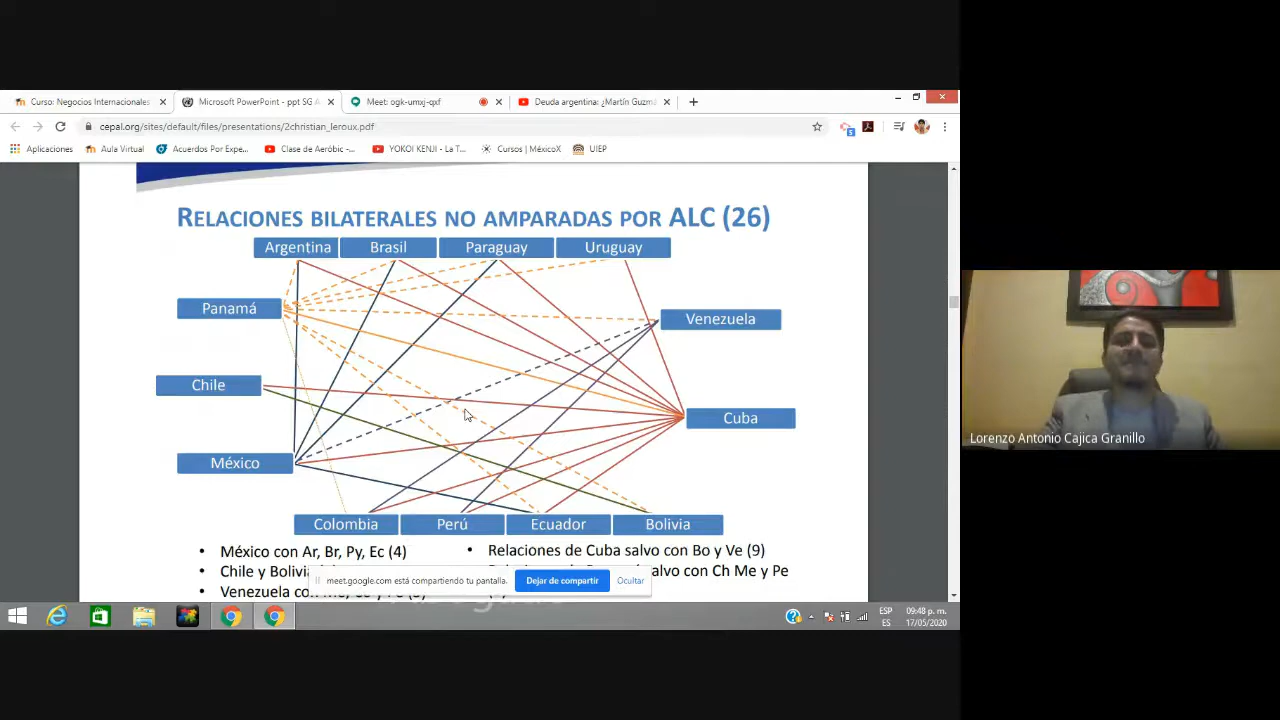 Curso: Negocios Internacionales
Microsoft PowerPoint - ppt SG A
Meet: ogk-umxj-qxf
Deuda argentina: ¿Martín Guzm
cepal.org/sites/default/files/presentations/2christian_leroux.pdf
Aplicaciones
Aula Virtual
Acuerdos Por Expe...
Clase de Aeróbic -...
YOKOI KENJI - La T...
Cursos | MéxicoX
UIEP
RELACIONES BILATERALES NO AMPARADAS POR ALC (26)
Argentina
Brasil
Paraguay
Uruguay
Panamá
Venezuela
Chile
Cuba
México
Colombia
Perú
Ecuador
Bolivia
• México con Ar, Br, Py, Ec (4)
• Relaciones de Cuba salvo con Bo y Ve (9)
• Chile y Bolivi
salvo con Ch Me y Pe
• Venezuela con
meet.google.com está compartiendo tu pantalla.
Dejar de compartir
Ocultar
ESP
ES
09:48 p. m.
17/05/2020
Lorenzo Antonio Cajica Granillo